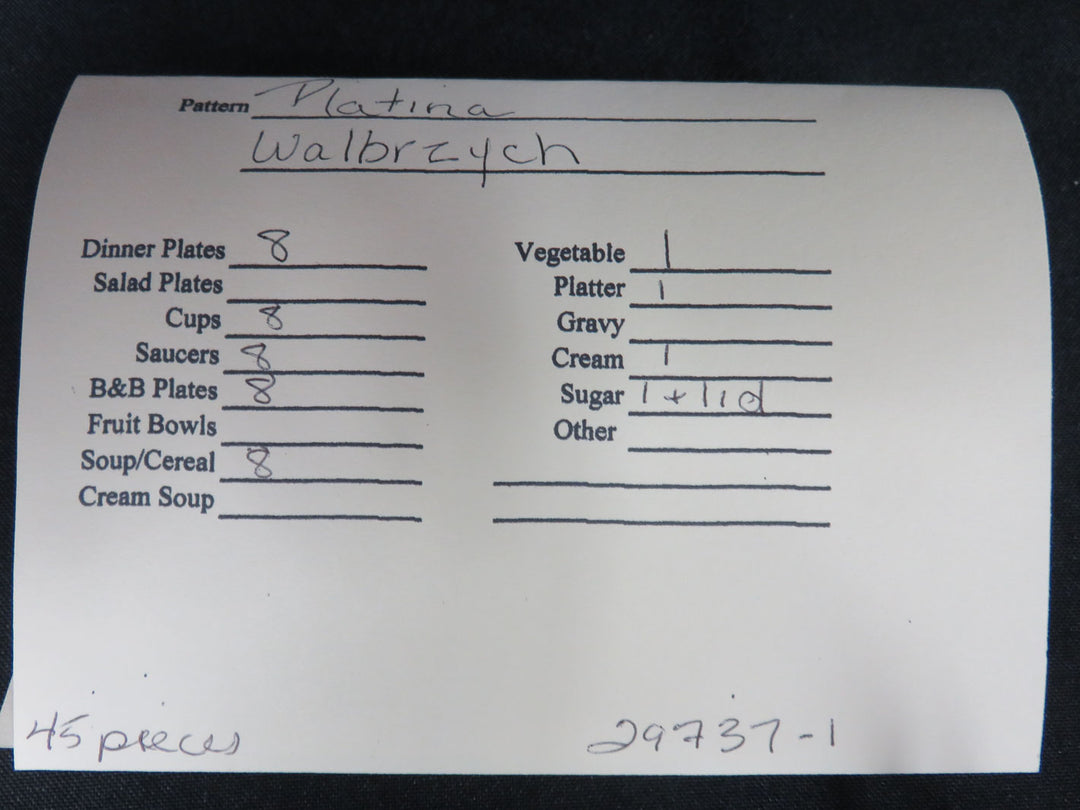 Pattern Platina
Walbrzych
Dinner Plates 8
Salad Plates
Cups 8
Saucers 8
B&B Plates 8
Fruit Bowls
Soup/Cereal 8
Cream Soup
Vegetable 1
Platter 1
Gravy
Cream 1
Sugar 1 + lid
Other
45 pieces
29737-1